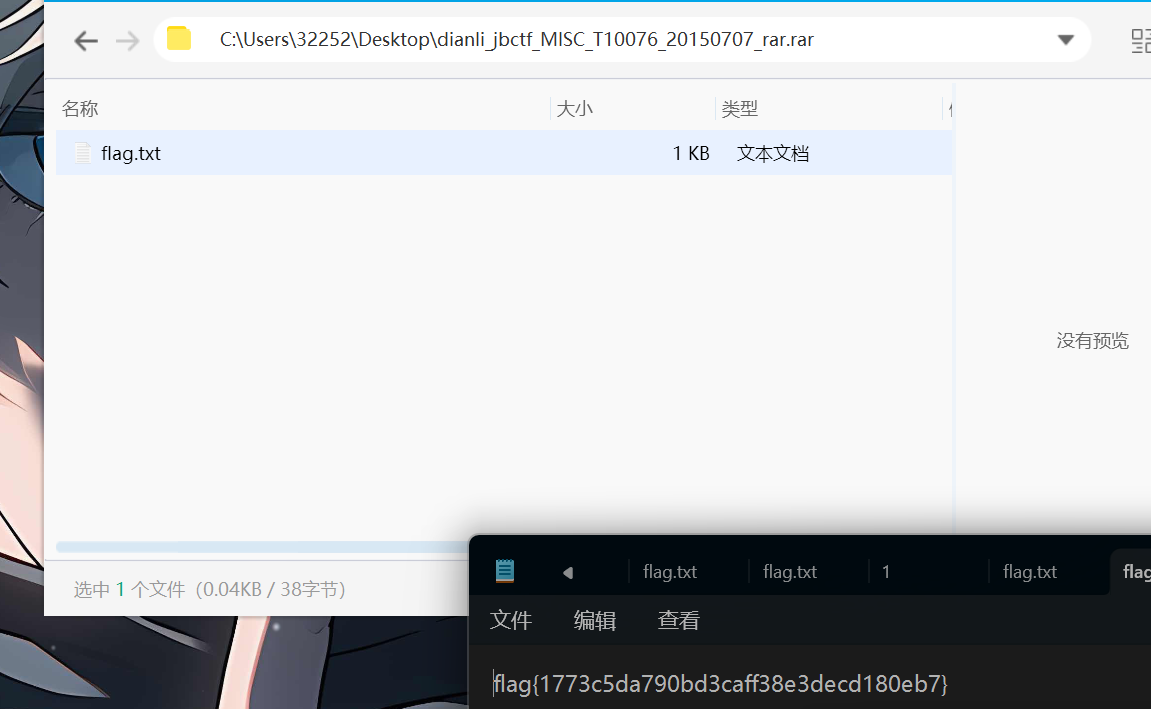 C:\Users\32252\Desktop\dianli_jbctf_MISC_T10076_20150707_rar.rar
名称 大小 类型
flag.txt 1 KB 文本文档
没有预览
选中 1 个文件（0.04KB / 38字节）
flag.txt flag.txt 1 flag.txt flag
文件 编辑 查看
flag{1773c5da790bd3caff38e3decd180eb7}